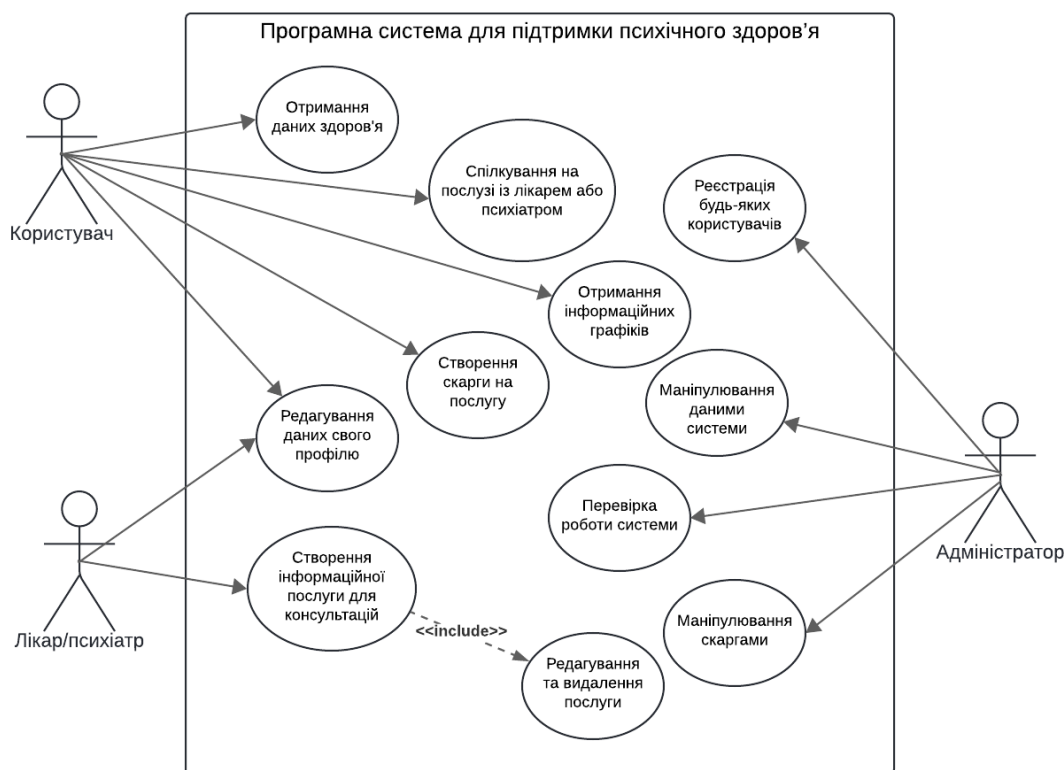 Програмна система для підтримки психічного здоров’я
Отримання
даних здоров'я
Спілкування на
послузі із лікарем або
психіатром
Реєстрація
будь-яких
користувачів
Користувач
Отримання
інформаційних
графіків
Створення
скарги на
послугу
Маніпулювання
даними
системи
Редагування
даних свого
профілю
Перевірка
роботи системи
Адміністратор
Створення
інформаційної
послуги для
консультацій
Лікар/психіатр
<<include>>
Маніпулювання
скаргами
Редагування
та видалення
послуги